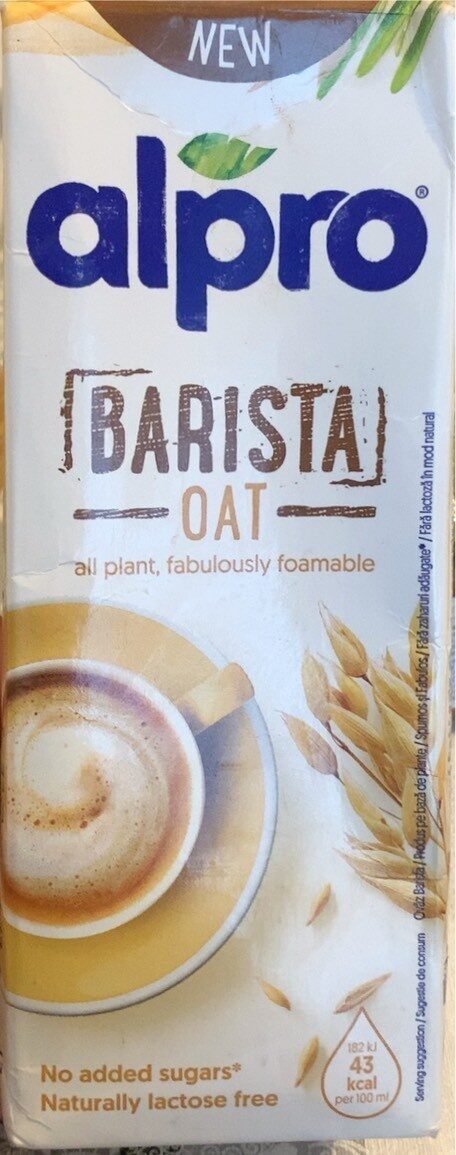 NEW
alpro®
BARISTA
OAT
all plant, fabulously foamable
No added sugars*
Naturally lactose free
182 kJ
43
kcal
per 100 ml
Serving suggestion / Sugestie de consum Ovăz Barista / Produs pe bază de plante / Spumos și fabulos / Fără zaharuri adăugate* / Fără lactoză în mod natural